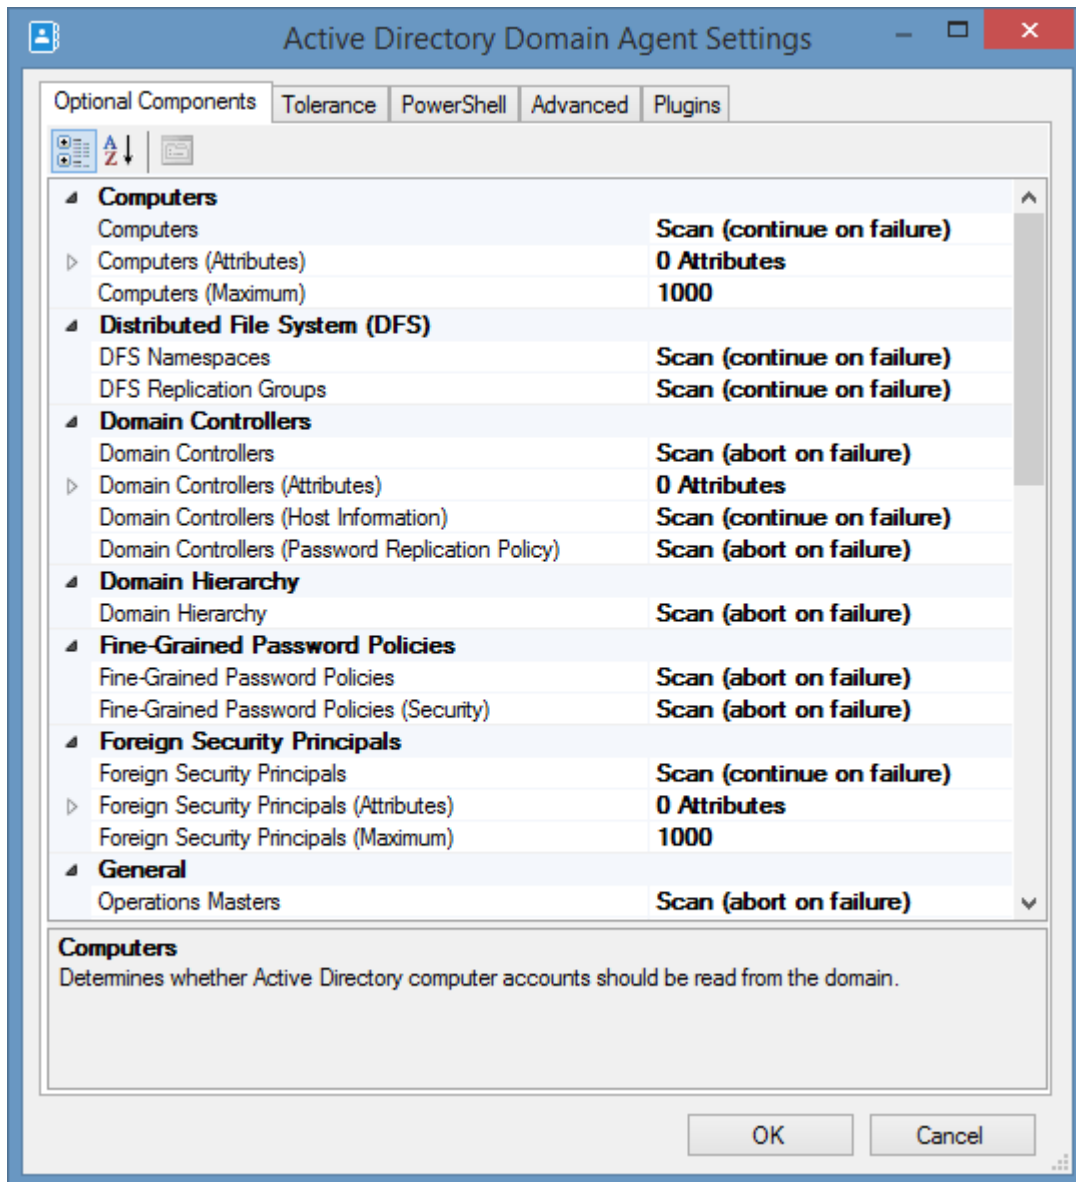 Active Directory Domain Agent Settings
Optional Components Tolerance PowerShell Advanced Plugins
Computers
Computers Scan (continue on failure)
Computers (Attributes) 0 Attributes
Computers (Maximum) 1000
Distributed File System (DFS)
DFS Namespaces Scan (continue on failure)
DFS Replication Groups Scan (continue on failure)
Domain Controllers
Domain Controllers Scan (abort on failure)
Domain Controllers (Attributes) 0 Attributes
Domain Controllers (Host Information) Scan (continue on failure)
Domain Controllers (Password Replication Policy) Scan (abort on failure)
Domain Hierarchy
Domain Hierarchy Scan (abort on failure)
Fine-Grained Password Policies
Fine-Grained Password Policies Scan (abort on failure)
Fine-Grained Password Policies (Security) Scan (abort on failure)
Foreign Security Principals
Foreign Security Principals Scan (continue on failure)
Foreign Security Principals (Attributes) 0 Attributes
Foreign Security Principals (Maximum) 1000
General
Operations Masters Scan (abort on failure)
Computers
Determines whether Active Directory computer accounts should be read from the domain.
OK Cancel